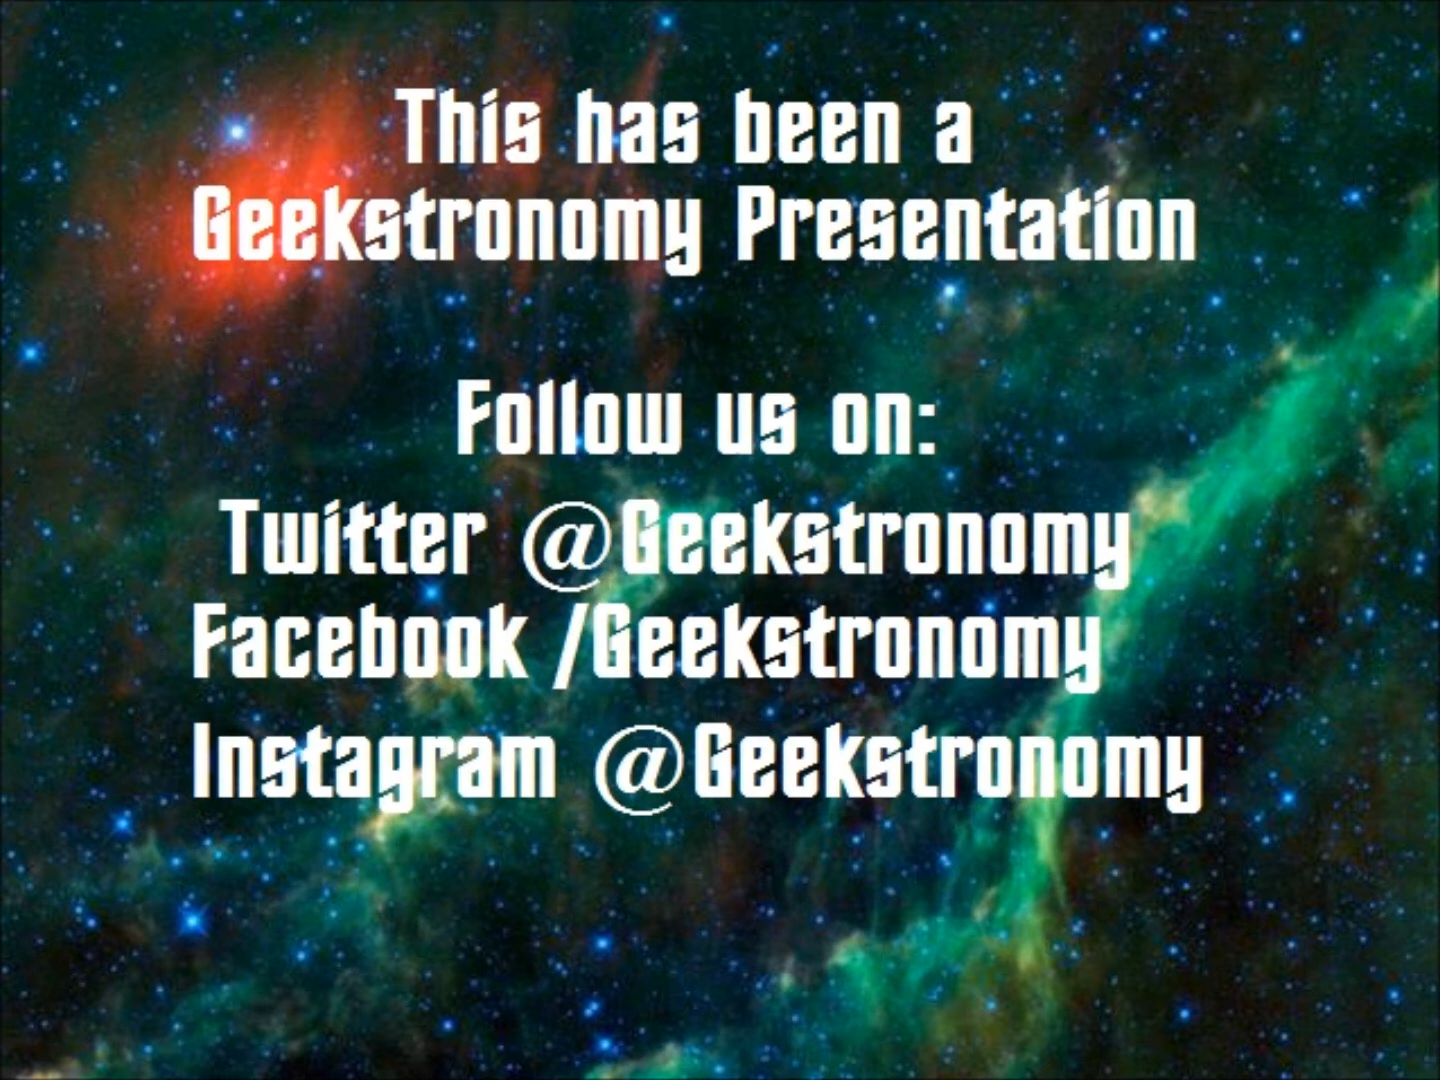 This has been a
Geekstronomy Presentation
Follow us on:
Twitter @Geekstronomy
Facebook /Geekstronomy
Instagram @Geekstronomy